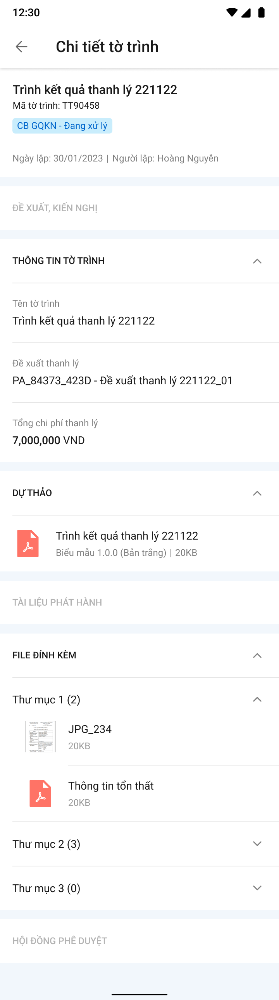 12:30
Chi tiết tờ trình
Trình kết quả thanh lý 221122
Mã tờ trình: TT90458
CB GQKN - Đang xử lý
Ngày lập: 30/01/2023 | Người lập: Hoàng Nguyễn
ĐỀ XUẤT, KIẾN NGHỊ
THÔNG TIN TỜ TRÌNH
Tên tờ trình
Trình kết quả thanh lý 221122
Đề xuất thanh lý
PA_84373_423D - Đề xuất thanh lý 221122_01
Tổng chi phí thanh lý
7,000,000 VND
DỰ THẢO
Trình kết quả thanh lý 221122
Biểu mẫu 1.0.0 (Bản trắng) | 20KB
TÀI LIỆU PHÁT HÀNH
FILE ĐÍNH KÈM
Thư mục 1 (2)
JPG_234
20KB
Thông tin tổn thất
20KB
Thư mục 2 (3)
Thư mục 3 (0)
HỘI ĐỒNG PHÊ DUYỆT